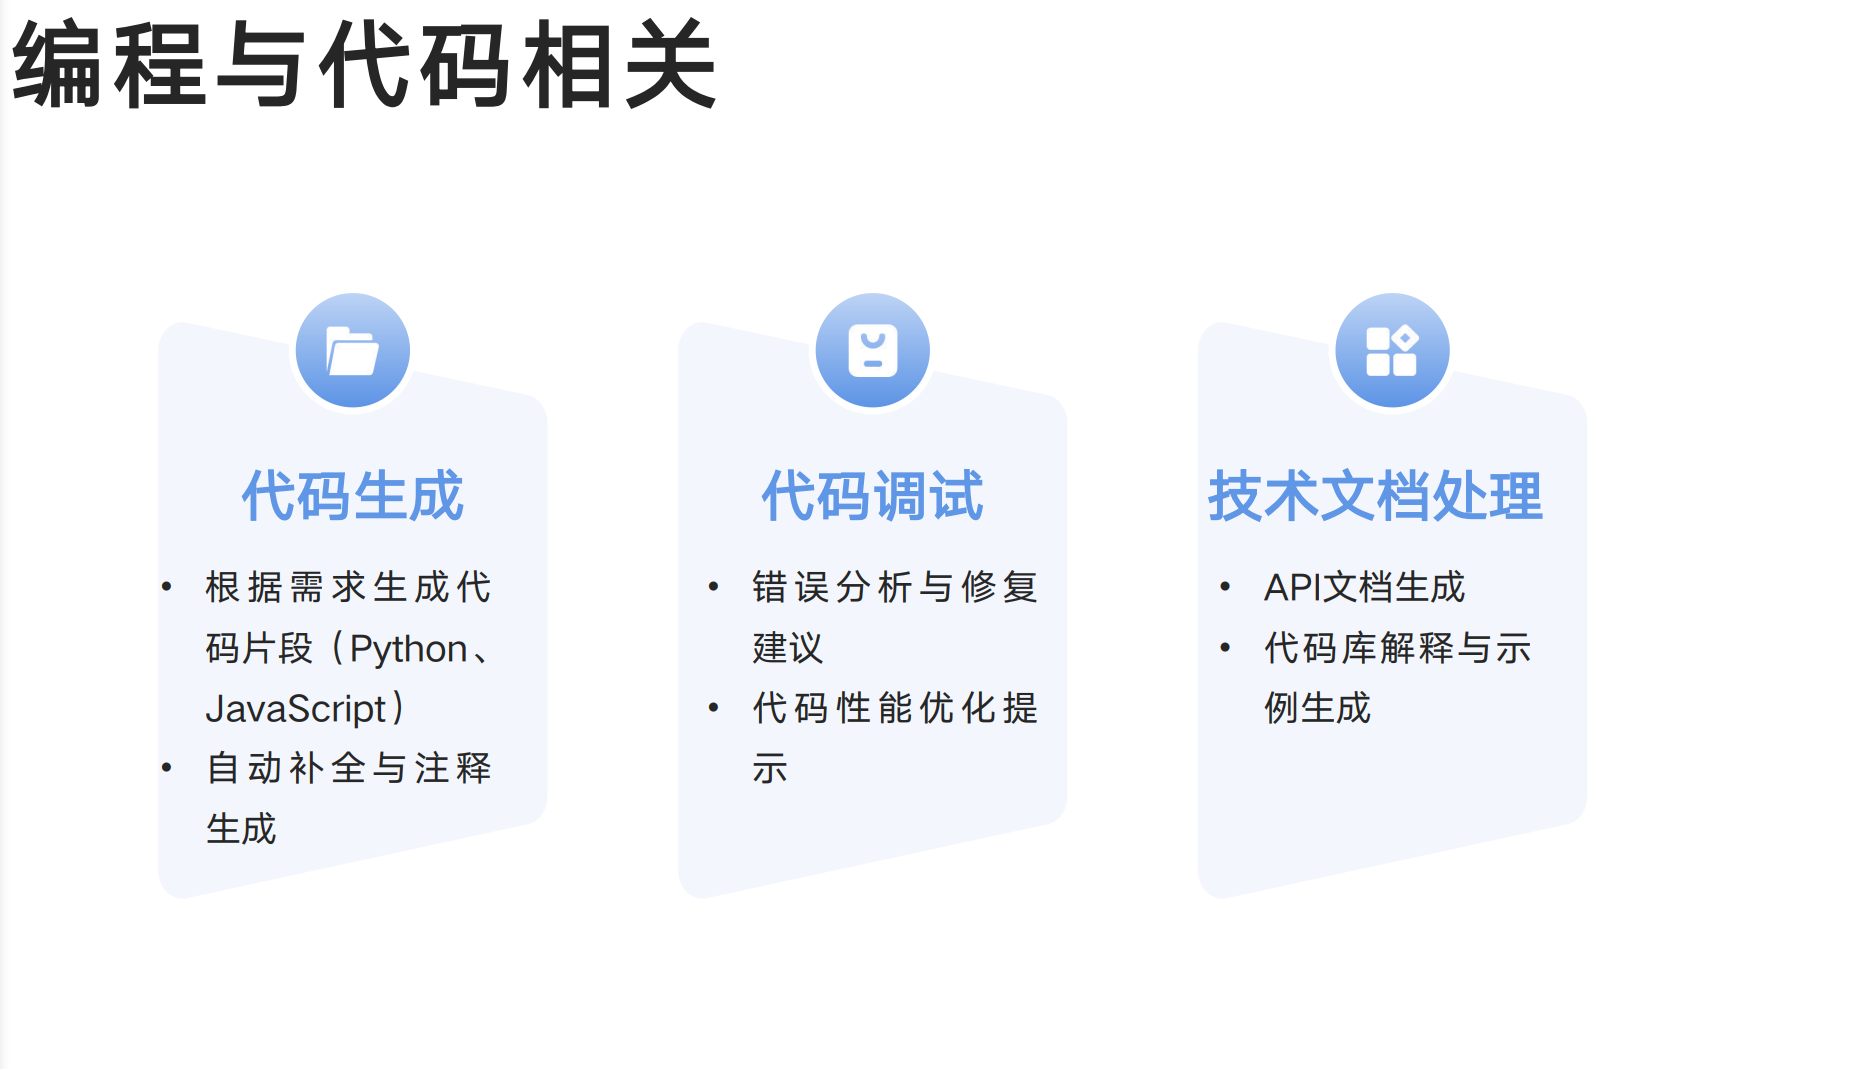 编程与代码相关
代码生成
• 根据需求生成代
码片段（Python、
JavaScript）
• 自动补全与注释
生成
代码调试
• 错误分析与修复
建议
• 代码性能优化提
示
技术文档处理
• API文档生成
• 代码库解释与示
例生成